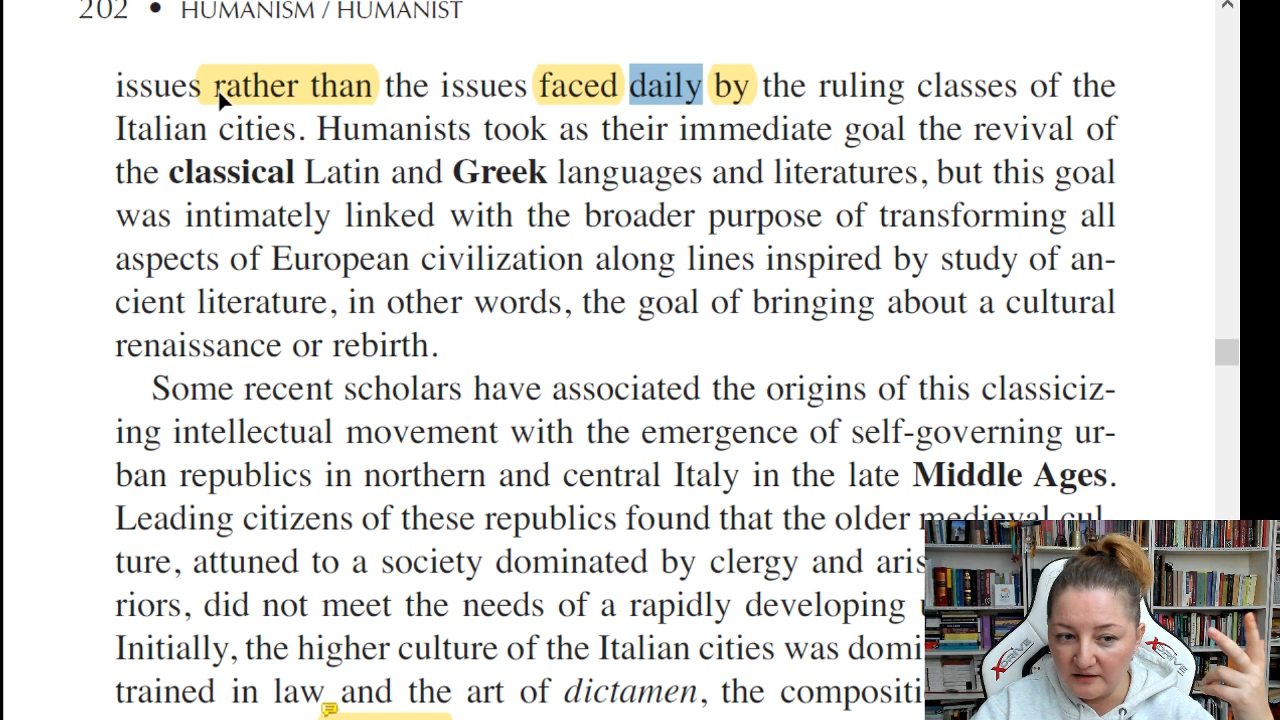 202 • HUMANISM / HUMANIST
issues rather than the issues faced daily by the ruling classes of the
Italian cities. Humanists took as their immediate goal the revival of
the classical Latin and Greek languages and literatures, but this goal
was intimately linked with the broader purpose of transforming all
aspects of European civilization along lines inspired by study of an-
cient literature, in other words, the goal of bringing about a cultural
renaissance or rebirth.
Some recent scholars have associated the origins of this classiciz-
ing intellectual movement with the emergence of self-governing ur-
ban republics in northern and central Italy in the late Middle Ages.
Leading citizens of these republics found that the older medieval cul
ture, attuned to a society dominated by clergy and aris
riors, did not meet the needs of a rapidly developing
Initially, the higher culture of the Italian cities was domi
trained in law and the art of dictamen, the compositi
XDRIVE
XDRIVE